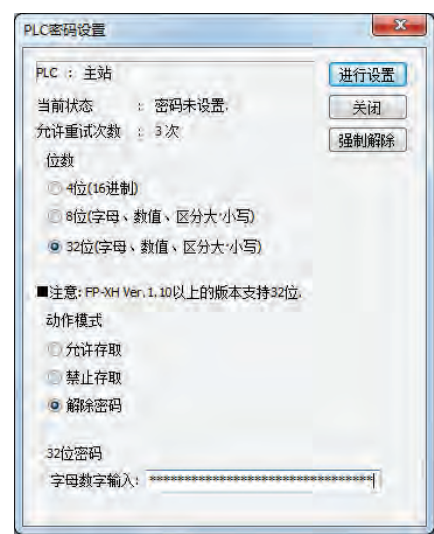 PLC密码设置
PLC : 主站
进行设置
当前状态 : 密码未设置.
关闭
允许重试次数 : 3次
强制解除
位数
4位(16进制)
8位(字母、数值、区分大小写)
32位(字母、数值、区分大小写)
■注意: FP-XH Ver.1.10以上的版本支持32位.
动作模式
允许存取
禁止存取
解除密码
32位密码
字母数字输入: ********************************